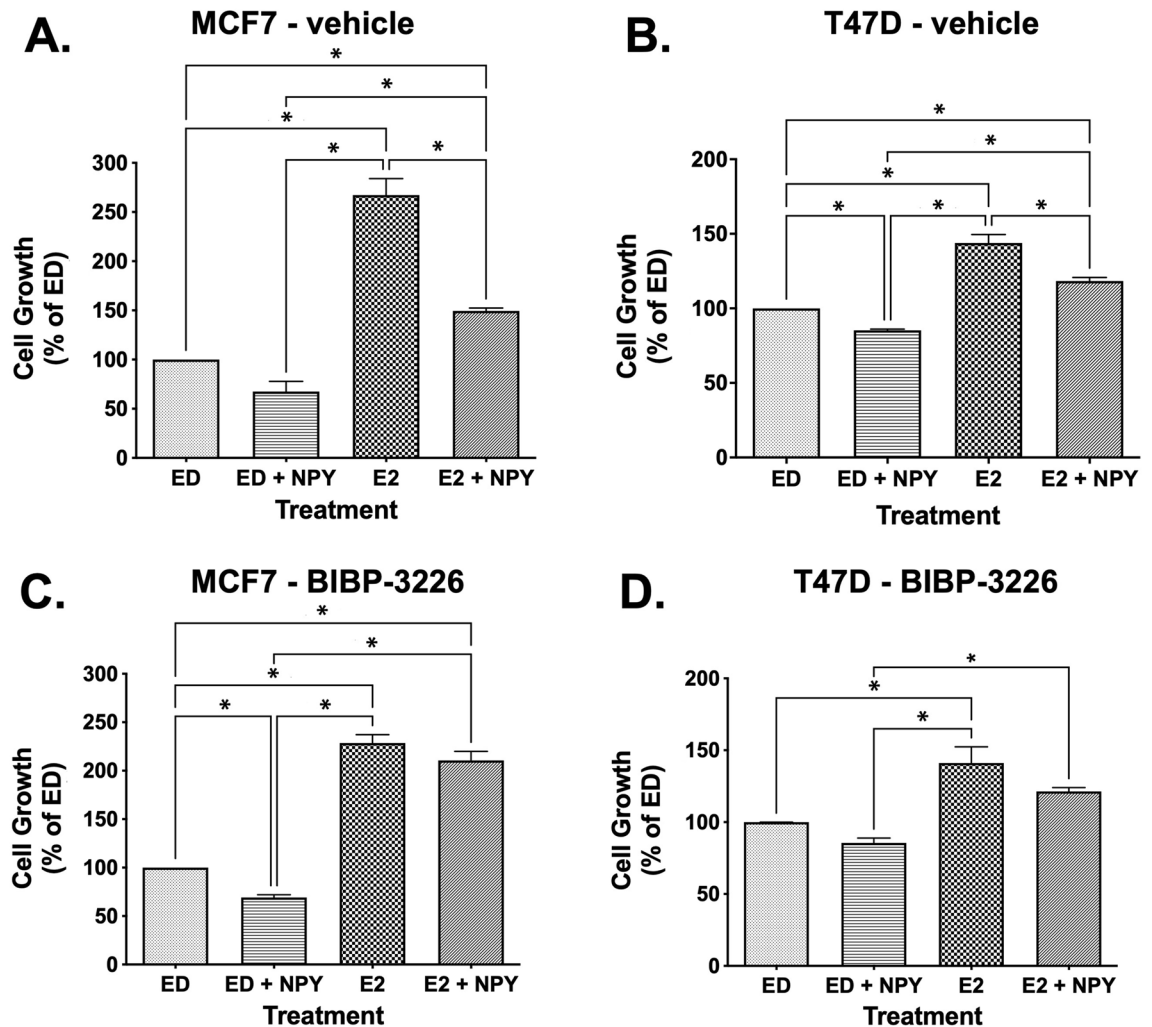 A.
MCF7 - vehicle
*
*
*
*
*
300
250
200
150
100
50
0
Cell Growth
(% of ED)
ED
ED + NPY
E2
E2 + NPY
Treatment
B.
T47D - vehicle
*
*
*
*
*
*
200
150
100
50
0
Cell Growth
(% of ED)
ED
ED + NPY
E2
E2 + NPY
Treatment
C.
MCF7 - BIBP-3226
*
*
*
*
*
300
250
200
150
100
50
0
Cell Growth
(% of ED)
ED
ED + NPY
E2
E2 + NPY
Treatment
D.
T47D - BIBP-3226
*
*
*
200
150
100
50
0
Cell Growth
(% of ED)
ED
ED + NPY
E2
E2 + NPY
Treatment